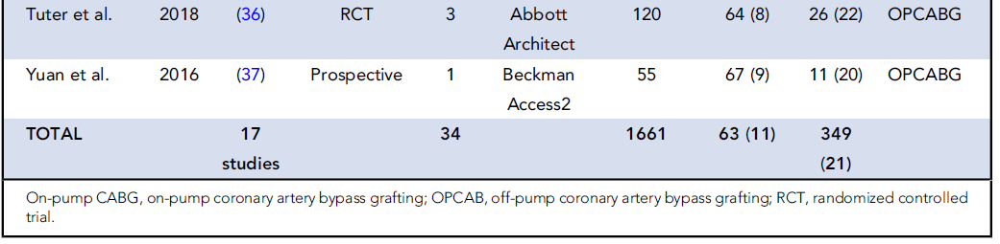 Tuter et al. 2018 (36) RCT 3 Abbott 120 64 (8) 26 (22) OPCABG
Architect
Yuan et al. 2016 (37) Prospective 1 Beckman 55 67 (9) 11 (20) OPCABG
Access2
TOTAL 17 34 1661 63 (11) 349
studies (21)
On-pump CABG, on-pump coronary artery bypass grafting; OPCAB, off-pump coronary artery bypass grafting; RCT, randomized controlled
trial.